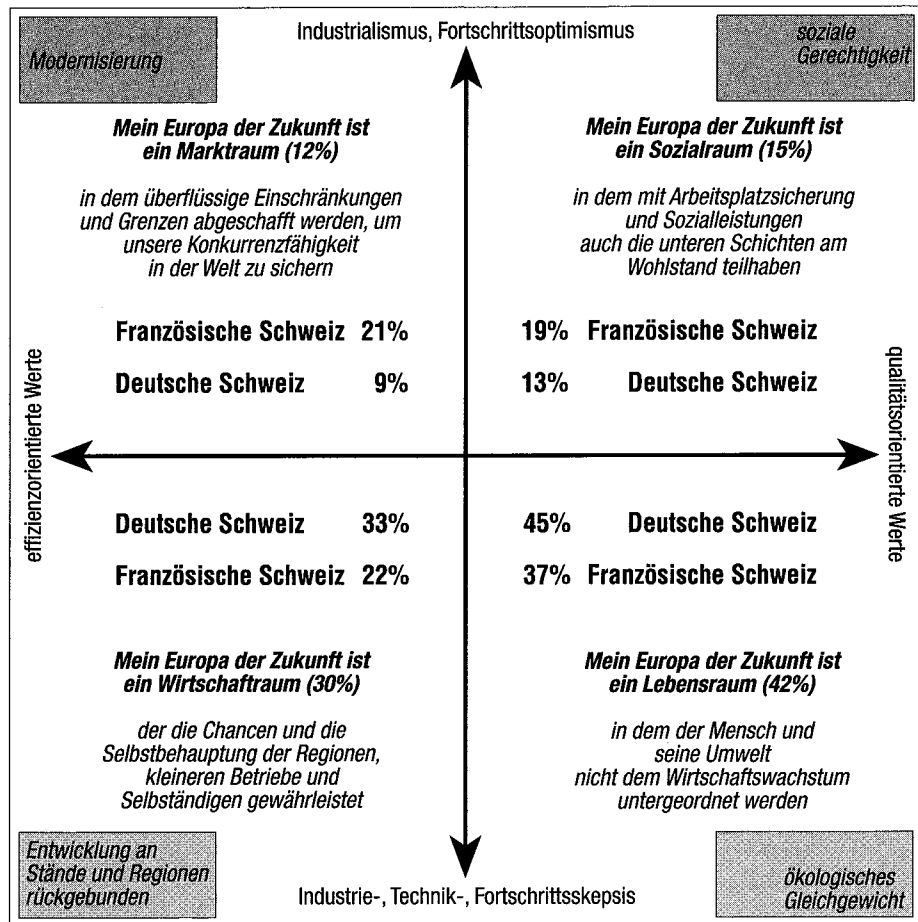 Industrialismus, Fortschrittsoptimismus
Modernisierung
soziale
Gerechtigkeit
Mein Europa der Zukunft ist
ein Marktraum (12%)
in dem überflüssige Einschränkungen
und Grenzen abgeschafft werden, um
unsere Konkurrenzfähigkeit
in der Welt zu sichern
Mein Europa der Zukunft ist
ein Sozialraum (15%)
in dem mit Arbeitsplatzsicherung
und Sozialleistungen
auch die unteren Schichten am
Wohlstand teilhaben
Französische Schweiz 21%
Deutsche Schweiz 9%
19% Französische Schweiz
13% Deutsche Schweiz
effizienzorientierte Werte
qualitätsorientierte Werte
Deutsche Schweiz 33%
Französische Schweiz 22%
45% Deutsche Schweiz
37% Französische Schweiz
Mein Europa der Zukunft ist
ein Wirtschaftraum (30%)
der die Chancen und die
Selbstbehauptung der Regionen,
kleineren Betriebe und
Selbständigen gewährleistet
Mein Europa der Zukunft ist
ein Lebensraum (42%)
in dem der Mensch und
seine Umwelt
nicht dem Wirtschaftswachstum
untergeordnet werden
Entwicklung an
Stände und Regionen
rückgebunden
ökologisches
Gleichgewicht
Industrie-, Technik-, Fortschrittsskepsis